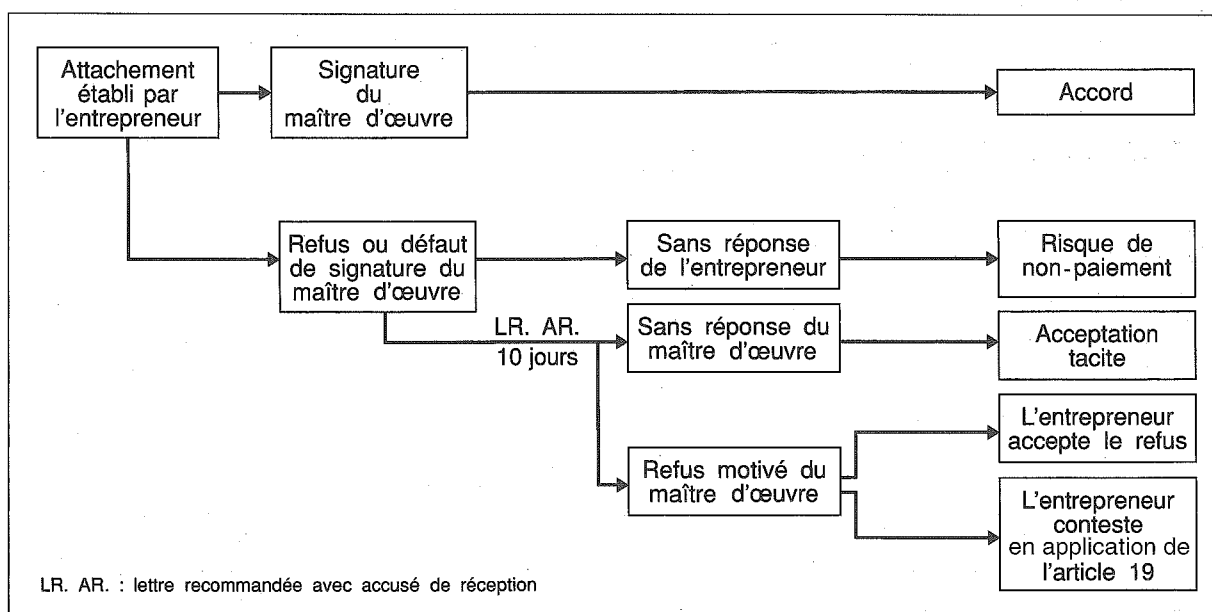 Attachement
établi par
l'entrepreneur
Signature
du
maître d'œuvre
Accord
Refus ou défaut
de signature du
maître d'œuvre
Sans réponse
de l'entrepreneur
Risque de
non-paiement
LR. AR.
10 jours
Sans réponse du
maître d'œuvre
Acceptation
tacite
Refus motivé du
maître d'œuvre
L'entrepreneur
accepte le refus
L'entrepreneur
conteste
en application de
l'article 19
LR. AR. : lettre recommandée avec accusé de réception